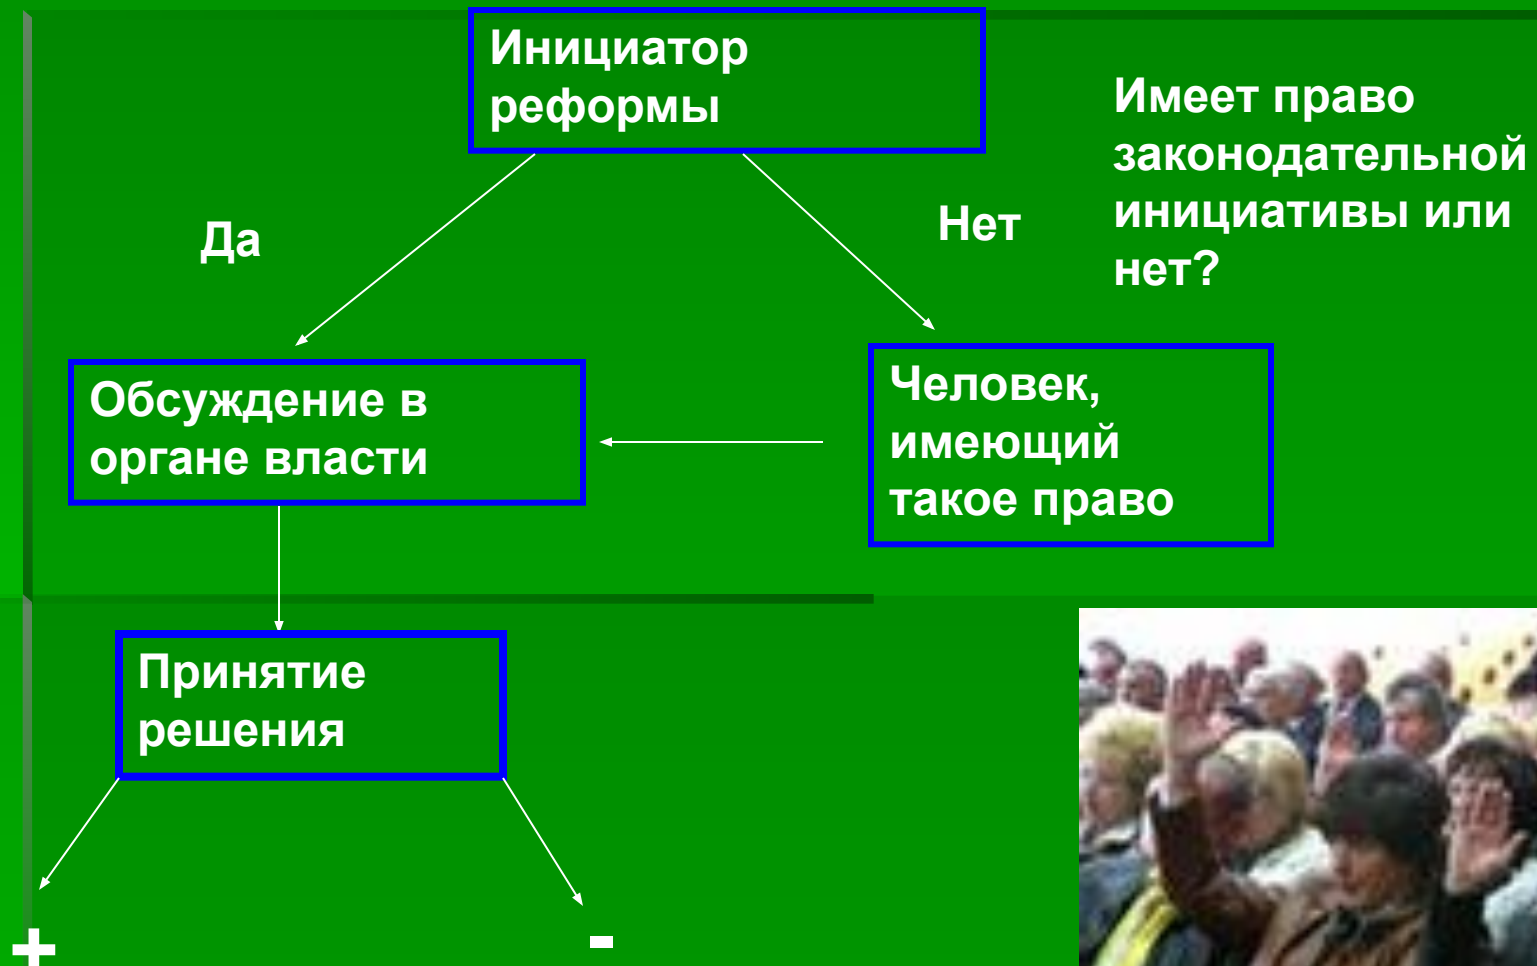 Инициатор
реформы
Имеет право
законодательной
инициативы или
нет?
Да
Нет
Обсуждение в
органе власти
Человек,
имеющий
такое право
Принятие
решения
+
-